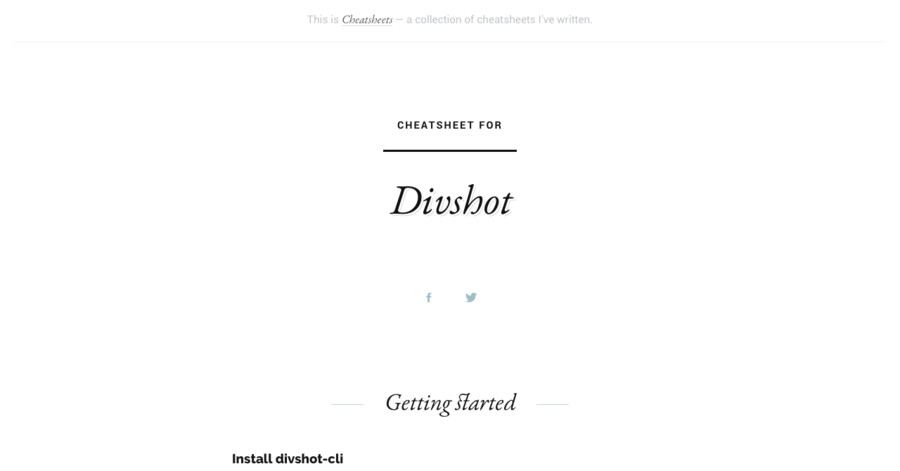 This is Cheatsheets — a collection of cheatsheets I've written.
CHEATSHEET FOR
Divshot
Getting started
Install divshot-cli